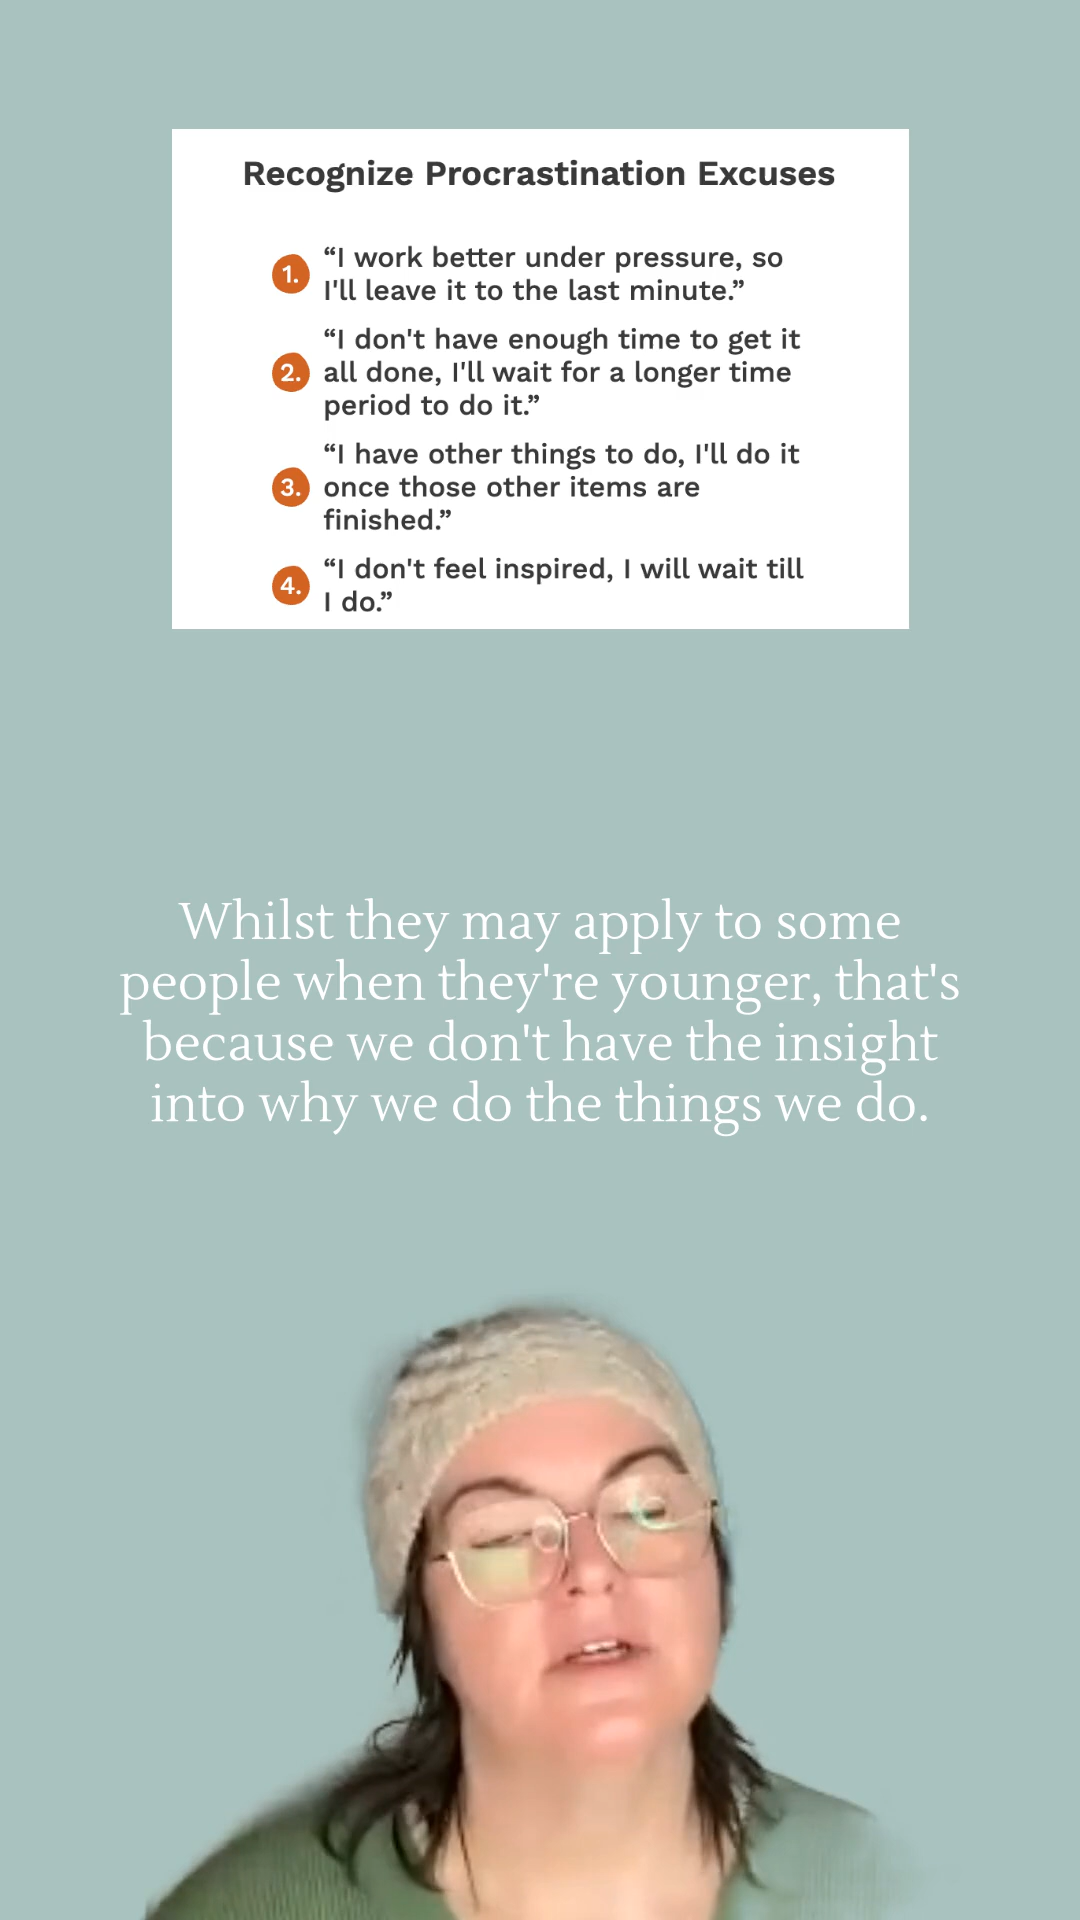 Recognize Procrastination Excuses
1. “I work better under pressure, so
I'll leave it to the last minute.”
2. “I don't have enough time to get it
all done, I'll wait for a longer time
period to do it.”
3. “I have other things to do, I'll do it
once those other items are
finished.”
4. “I don't feel inspired, I will wait till
I do.”
Whilst they may apply to some
people when they're younger, that's
because we don't have the insight
into why we do the things we do.